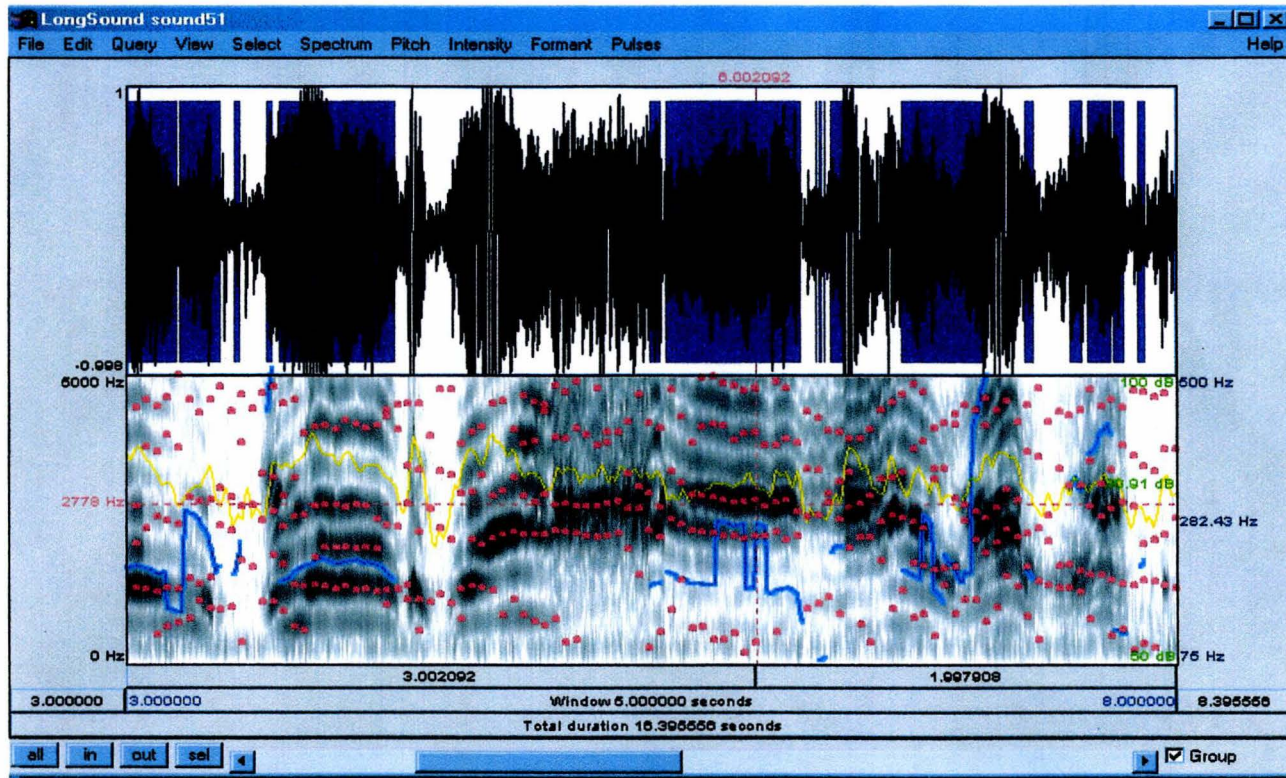 LongSound sound51
File Edit Query View Select Spectrum Pitch Intensity Formant Pulses Help
6.002092
1
-0.998
5000 Hz
100 dB 500 Hz
2778 Hz
282.43 Hz
0 Hz
50 dB 75 Hz
3.002092 1.997908
3.000000 3.000000 Window 5.000000 seconds 8.000000 8.395556
Total duration 16.395556 seconds
all in out sel Group